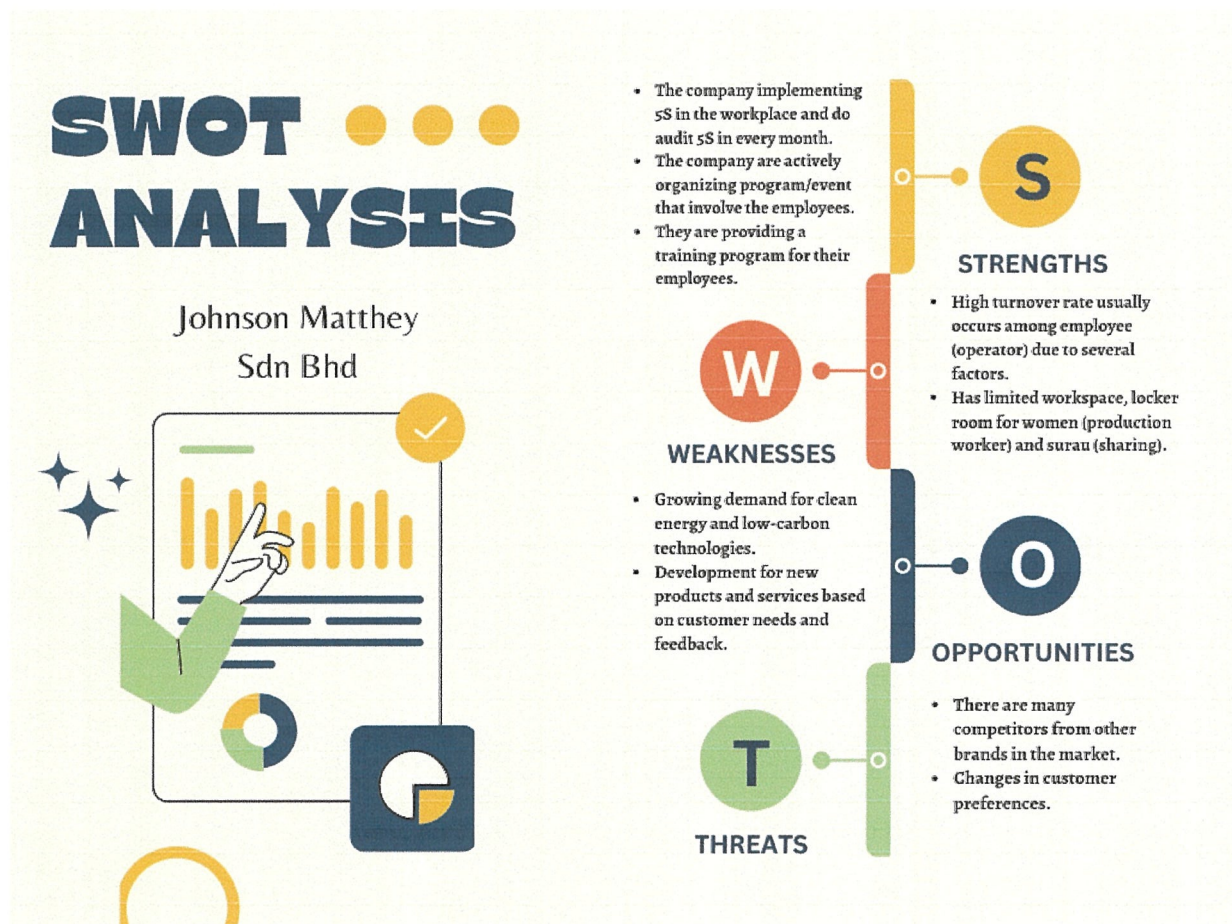 SWOT
ANALYSIS
Johnson Matthey
Sdn Bhd
• The company implementing
5S in the workplace and do
audit 5S in every month.
• The company are actively
organizing program/event
that involve the employees.
• They are providing a
training program for their
employees.
S
STRENGTHS
W
WEAKNESSES
• High turnover rate usually
occurs among employee
(operator) due to several
factors.
• Has limited workspace, locker
room for women (production
worker) and surau (sharing).
• Growing demand for clean
energy and low-carbon
technologies.
• Development for new
products and services based
on customer needs and
feedback.
O
OPPORTUNITIES
T
THREATS
• There are many
competitors from other
brands in the market.
• Changes in customer
preferences.